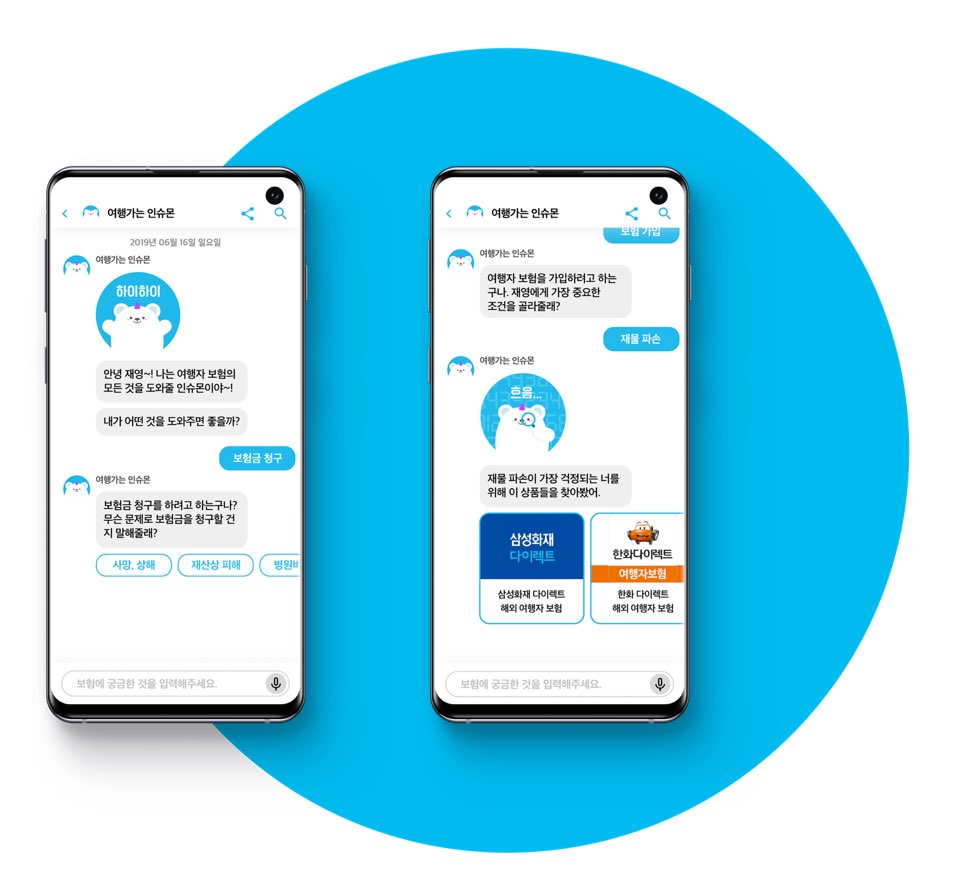 여행가는 인슈몬
2019년 06월 16일 일요일
여행가는 인슈몬
하이하이
안녕 재영~! 나는 여행자 보험의
모든 것을 도와줄 인슈몬이야~!
내가 어떤 것을 도와주면 좋을까?
보험금 청구
여행가는 인슈몬
보험금 청구를 하려고 하는구나?
무슨 문제로 보험금을 청구할 건
지 말해줄래?
사망, 상해
재산상 피해
보험에 궁금한 것을 입력해주세요.
여행가는 인슈몬
보험 가입
여행가는 인슈몬
여행자 보험을 가입하려고 하는
구나. 재영에게 가장 중요한
조건을 골라줄래?
재물 파손
여행가는 인슈몬
흐음...
재물 파손이 가장 걱정되는 너를
위해 이 상품들을 찾아봤어.
삼성화재
다이렉트
삼성화재 다이렉트
해외 여행자 보험
한화다이렉트
여행자보험
한화 다이렉트
해외 여행자 보험
보험에 궁금한 것을 입력해주세요.